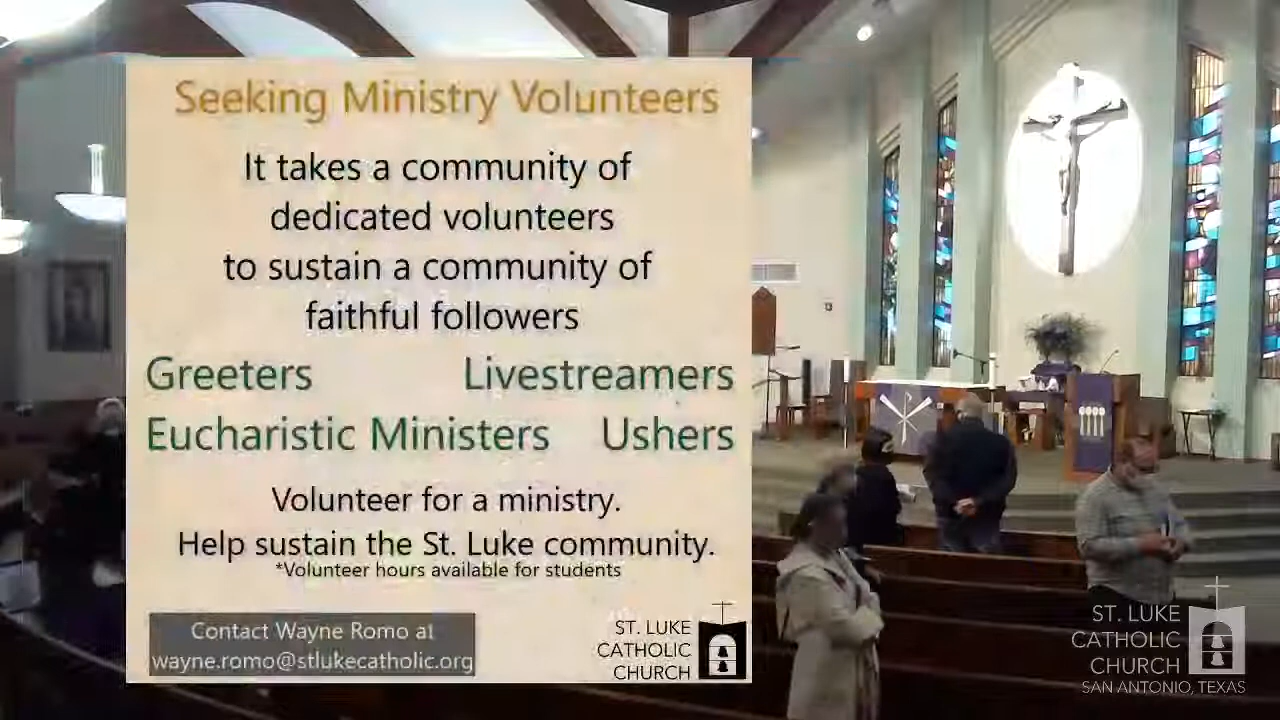 Seeking Ministry Volunteers
It takes a community of
dedicated volunteers
to sustain a community of
faithful followers
Greeters Livestreamers
Eucharistic Ministers Ushers
Volunteer for a ministry.
Help sustain the St. Luke community.
*Volunteer hours available for students
Contact Wayne Romo at
wayne.romo@stlukecatholic.org
ST. LUKE
CATHOLIC
CHURCH
ST. LUKE
CATHOLIC
CHURCH
SAN ANTONIO, TEXAS